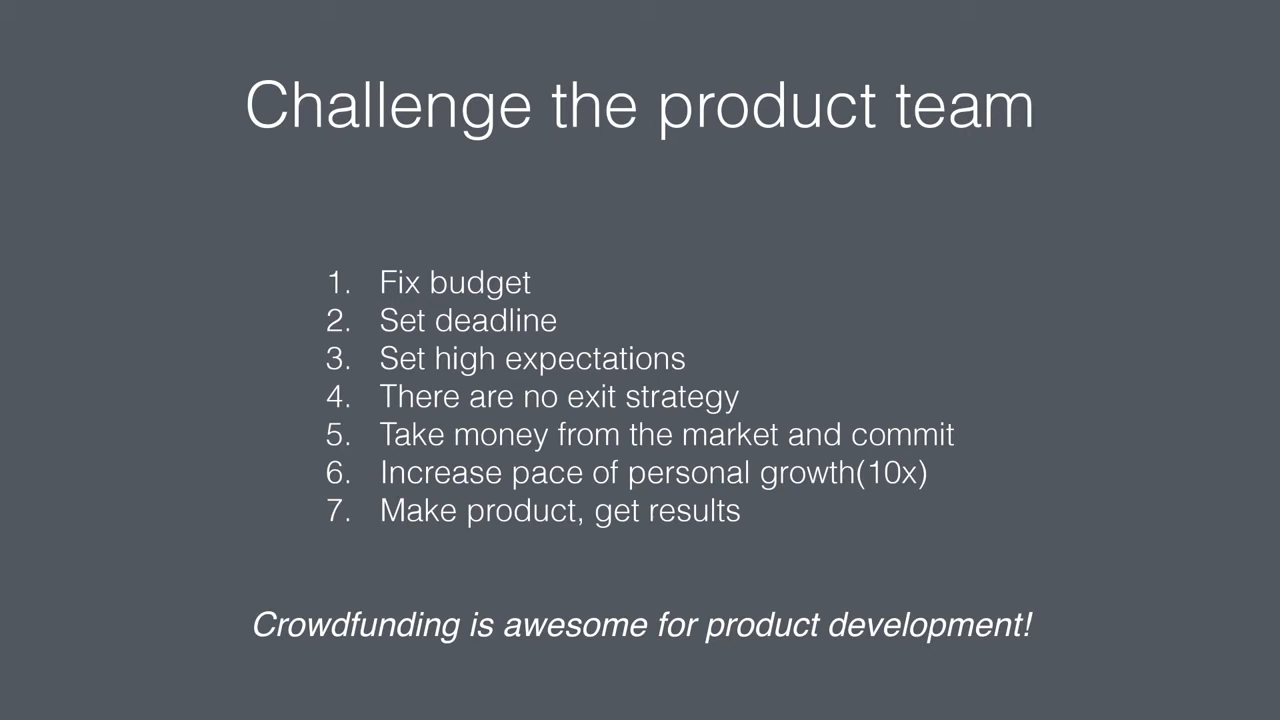 Challenge the product team
1. Fix budget
2. Set deadline
3. Set high expectations
4. There are no exit strategy
5. Take money from the market and commit
6. Increase pace of personal growth(10x)
7. Make product, get results
Crowdfunding is awesome for product development!